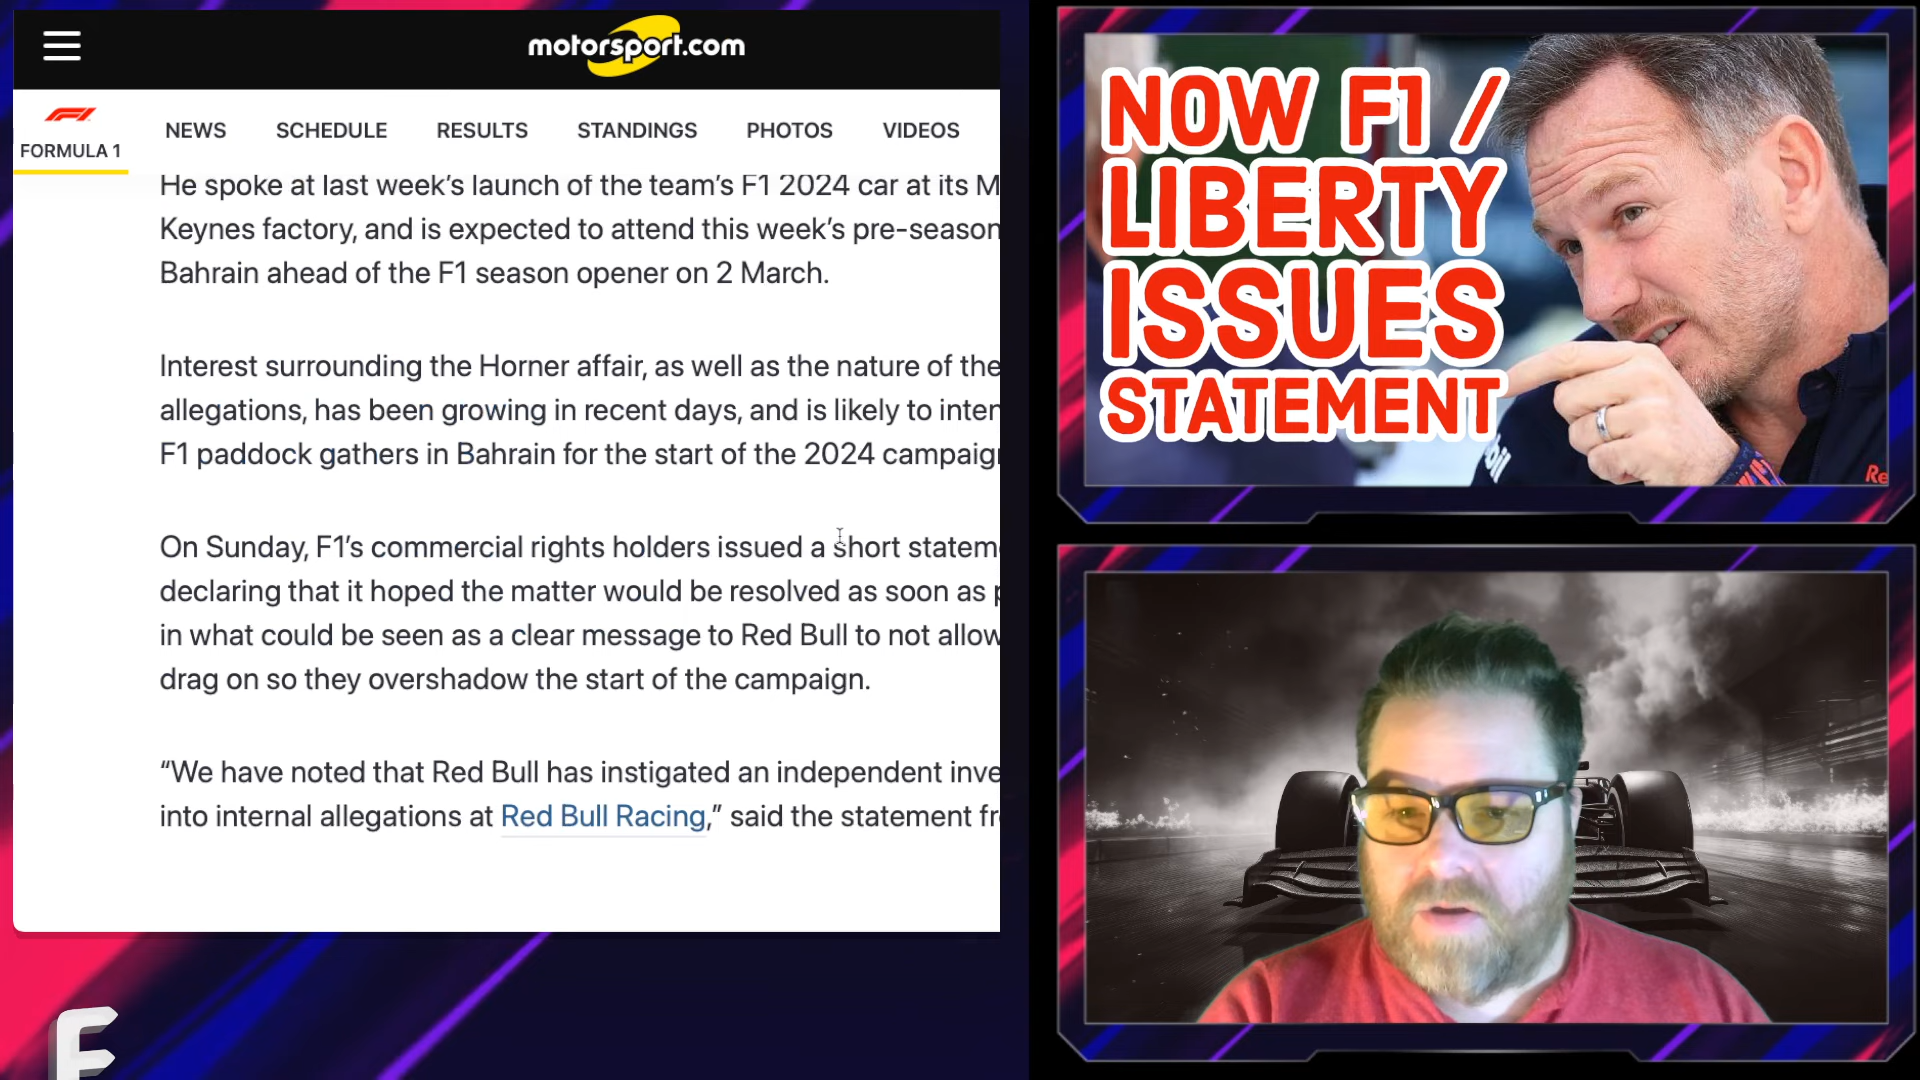 motorsport.com
FORMULA 1
NEWS
SCHEDULE
RESULTS
STANDINGS
PHOTOS
VIDEOS
He spoke at last week's launch of the team's F1 2024 car at its M
Keynes factory, and is expected to attend this week's pre-season
Bahrain ahead of the F1 season opener on 2 March.
Interest surrounding the Horner affair, as well as the nature of the
allegations, has been growing in recent days, and is likely to inten
F1 paddock gathers in Bahrain for the start of the 2024 campaign
On Sunday, F1's commercial rights holders issued a short stateme
declaring that it hoped the matter would be resolved as soon as p
in what could be seen as a clear message to Red Bull to not allow
drag on so they overshadow the start of the campaign.
“We have noted that Red Bull has instigated an independent inve
into internal allegations at Red Bull Racing,” said the statement fr
NOW F1 /
LIBERTY
ISSUES
STATEMENT
Re
F